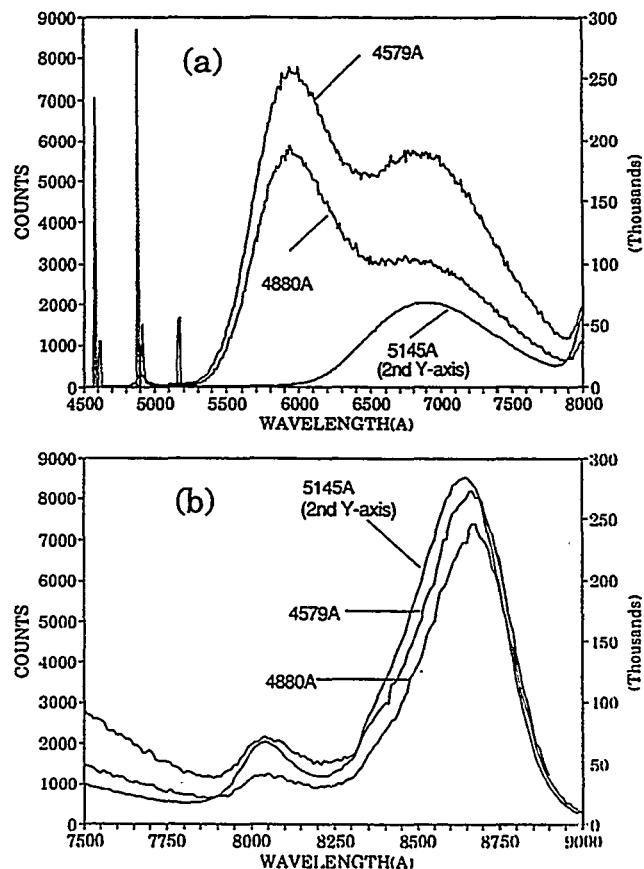 (a)
COUNTS
9000
8000
7000
6000
5000
4000
3000
2000
1000
0
4579A
4880A
5145A
(2nd Y-axis)
300
250
200
150
100
50
0
(Thousands)
4500 5000 5500 6000 6500 7000 7500 8000
WAVELENGTH(A)
(b)
COUNTS
9000
8000
7000
6000
5000
4000
3000
2000
1000
0
5145A
(2nd Y-axis)
4579A
4880A
300
250
200
150
100
50
0
(Thousands)
7500 7750 8000 8250 8500 8750 9000
WAVELENGTH(A)